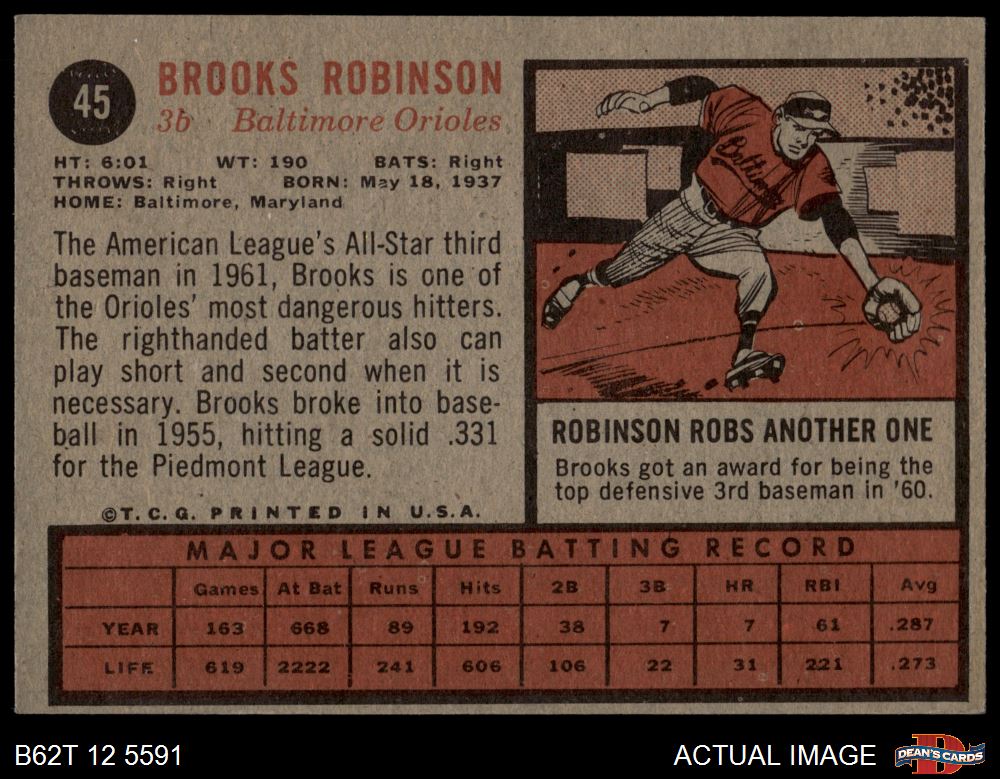 45
BROOKS ROBINSON
3b Baltimore Orioles
HT: 6:01 WT: 190 BATS: Right
THROWS: Right BORN: May 18, 1937
HOME: Baltimore, Maryland
The American League's All-Star third
baseman in 1961, Brooks is one of
the Orioles' most dangerous hitters.
The righthanded batter also can
play short and second when it is
necessary. Brooks broke into base-
ball in 1955, hitting a solid .331
for the Piedmont League.
©T.C.G. PRINTED IN U.S.A.
Baltimore
ROBINSON ROBS ANOTHER ONE
Brooks got an award for being the
top defensive 3rd baseman in '60.
MAJOR LEAGUE BATTING RECORD
Games At Bat Runs Hits 2B 3B HR RBI Avg
YEAR 163 668 89 192 38 7 7 61 .287
LIFE 619 2222 241 606 106 22 31 221 .273
B62T 12 5591
ACTUAL IMAGE
DEAN'S CARDS